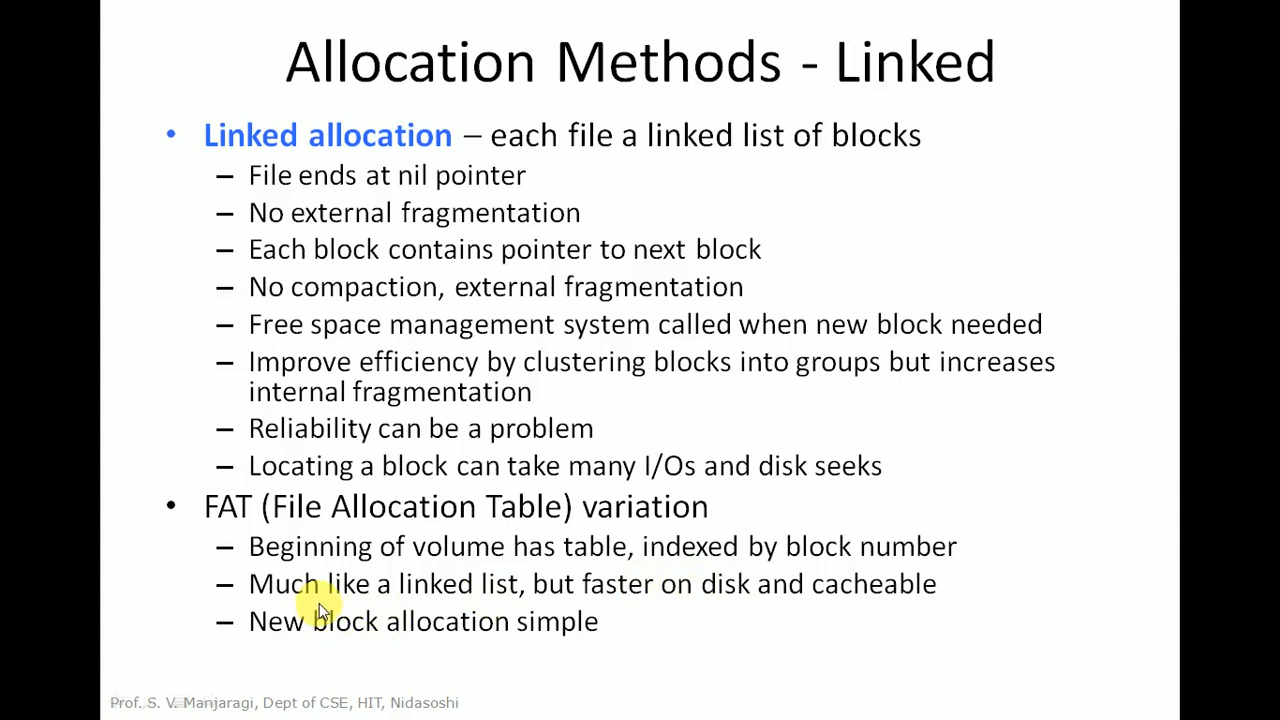 Allocation Methods - Linked
• Linked allocation – each file a linked list of blocks
– File ends at nil pointer
– No external fragmentation
– Each block contains pointer to next block
– No compaction, external fragmentation
– Free space management system called when new block needed
– Improve efficiency by clustering blocks into groups but increases
internal fragmentation
– Reliability can be a problem
– Locating a block can take many I/Os and disk seeks
• FAT (File Allocation Table) variation
– Beginning of volume has table, indexed by block number
– Much like a linked list, but faster on disk and cacheable
– New block allocation simple
Prof. S. V. Manjaragi, Dept of CSE, HIT, Nidasoshi